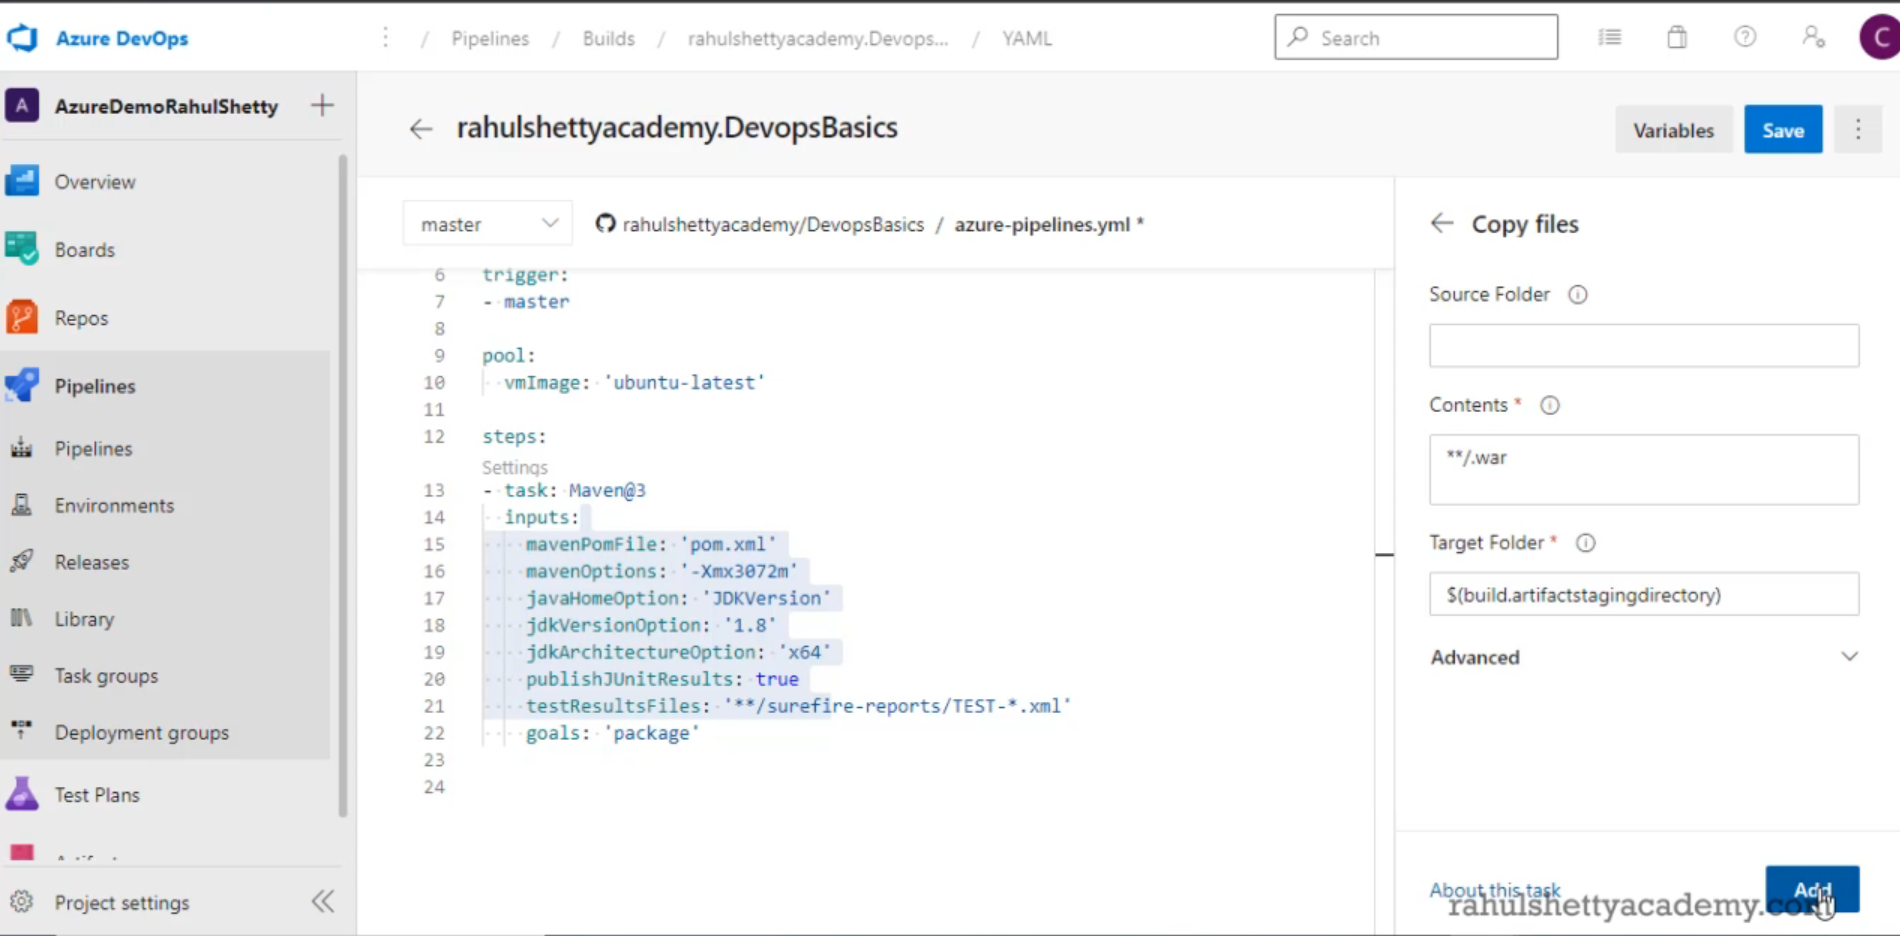 Azure DevOps
/ Pipelines / Builds / rahulshettyacademy.Devops... / YAML
Search
C
A AzureDemoRahulShetty
Overview
Boards
Repos
Pipelines
Pipelines
Environments
Releases
Library
Task groups
Deployment groups
Test Plans
Project settings
rahulshettyacademy.DevopsBasics
Variables
Save
master
rahulshettyacademy/DevopsBasics / azure-pipelines.yml *
6 trigger:
7 - master
8
9 pool:
10 vmImage: 'ubuntu-latest'
11
12 steps:
Settings
13 - task: Maven@3
14 inputs:
15 mavenPomFile: 'pom.xml'
16 mavenOptions: '-Xmx3072m'
17 javaHomeOption: 'JDKVersion'
18 jdkVersionOption: '1.8'
19 jdkArchitectureOption: 'x64'
20 publishJUnitResults: true
21 testResultsFiles: '**/surefire-reports/TEST-*.xml'
22 goals: 'package'
23
24
Copy files
Source Folder
Contents *
**/.war
Target Folder *
$(build.artifactstagingdirectory)
Advanced
About this task
Add
rahulshettyacademy.com